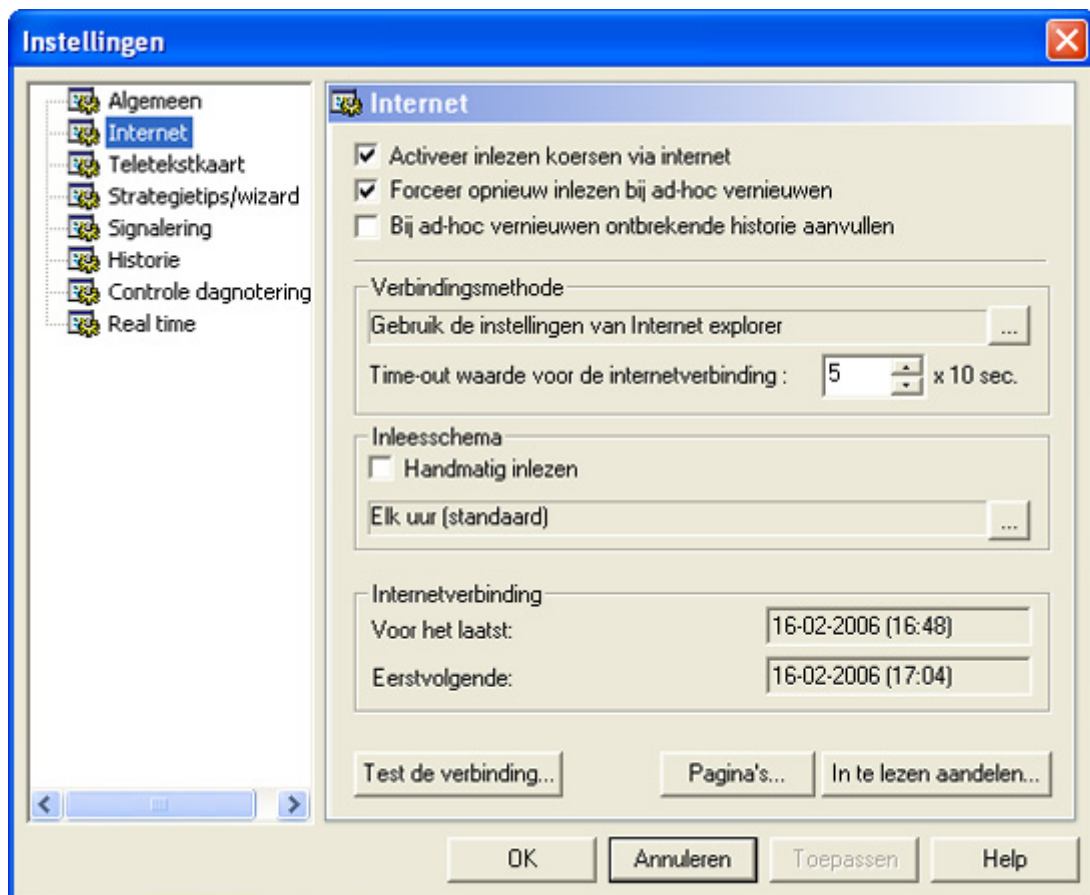 Instellingen
Algemeen
Internet
Teletekstkaart
Strategietips/wizard
Signalering
Historie
Controle dagnotering
Real time
Internet
Activeer inlezen koersen via internet
Forceer opnieuw inlezen bij ad-hoc vernieuwen
Bij ad-hoc vernieuwen ontbrekende historie aanvullen
Verbindingsmethode
Gebruik de instellingen van Internet explorer
...
Time-out waarde voor de internetverbinding : 5 x 10 sec.
Inleesschema
Handmatig inlezen
Elk uur (standaard)
...
Internetverbinding
Voor het laatst: 16-02-2006 (16:48)
Eerstvolgende: 16-02-2006 (17:04)
Test de verbinding... Pagina's... In te lezen aandelen...
OK Annuleren Toepassen Help